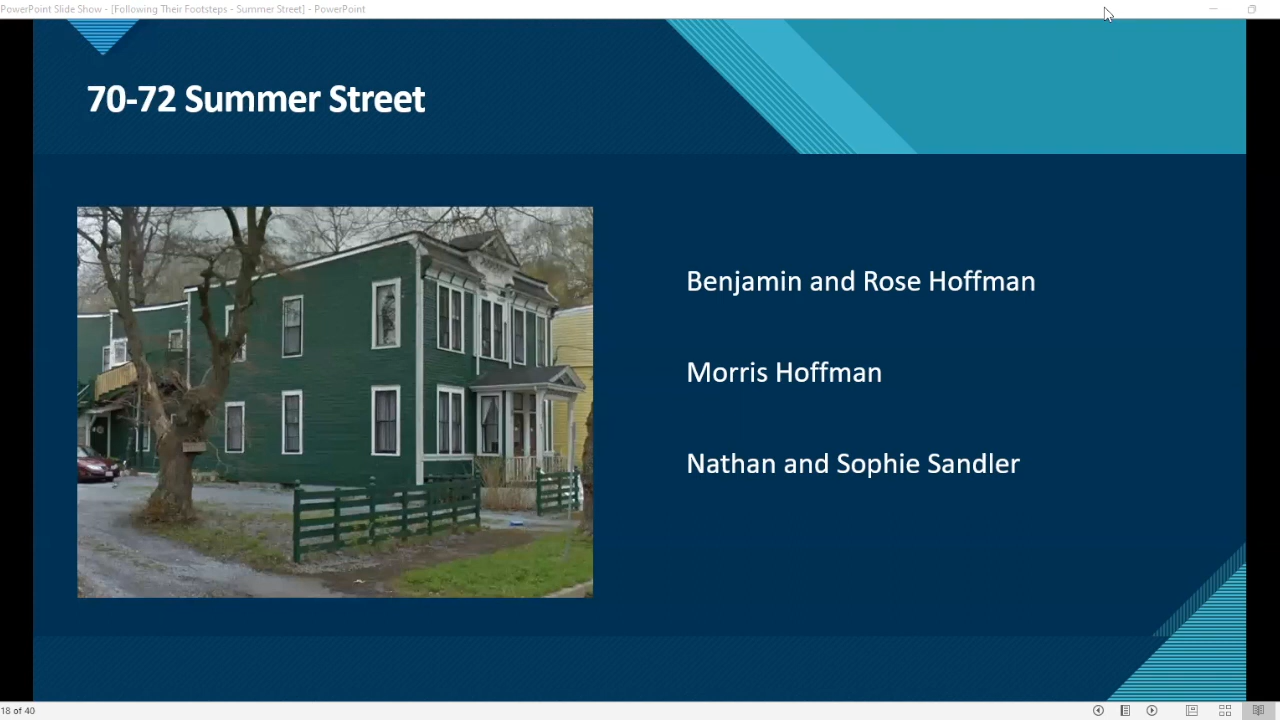 PowerPoint Slide Show - [Following Their Footsteps - Summer Street] - PowerPoint
70-72 Summer Street
Benjamin and Rose Hoffman
Morris Hoffman
Nathan and Sophie Sandler
18 of 40